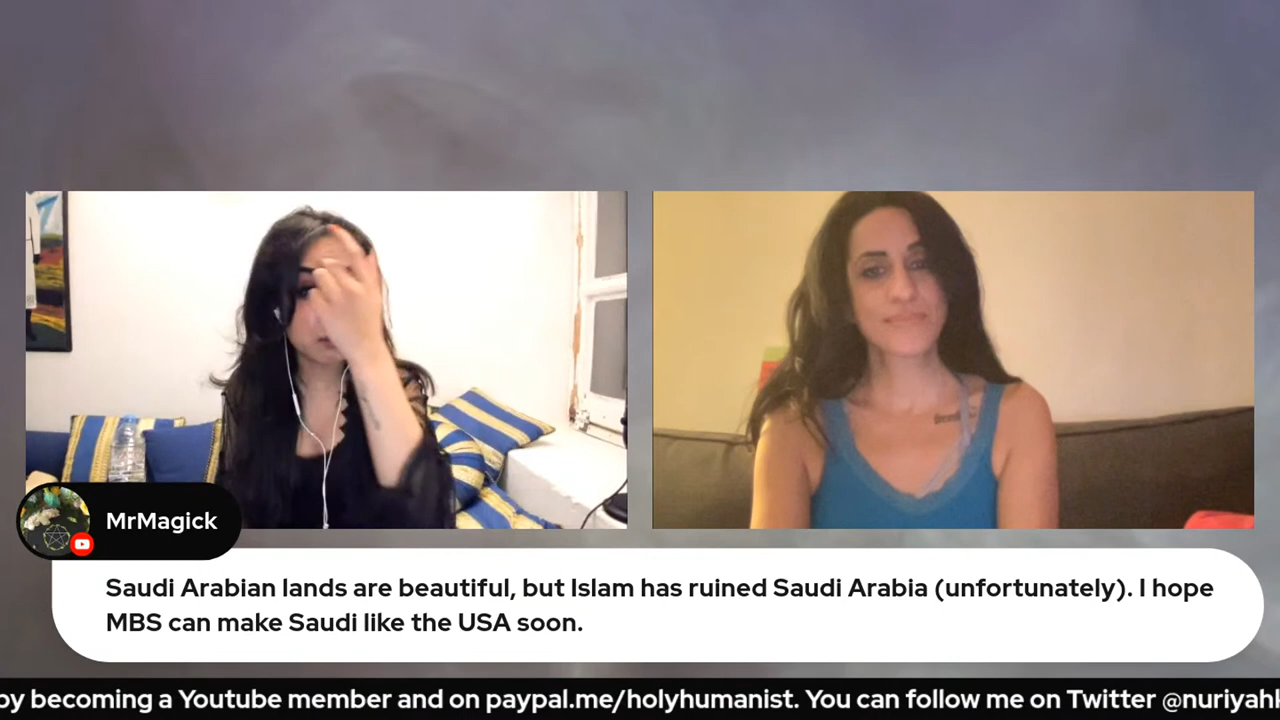 MrMagick
Saudi Arabian lands are beautiful, but Islam has ruined Saudi Arabia (unfortunately). I hope
MBS can make Saudi like the USA soon.
by becoming a Youtube member and on paypal.me/holyhumanist. You can follow me on Twitter @nuriyahk